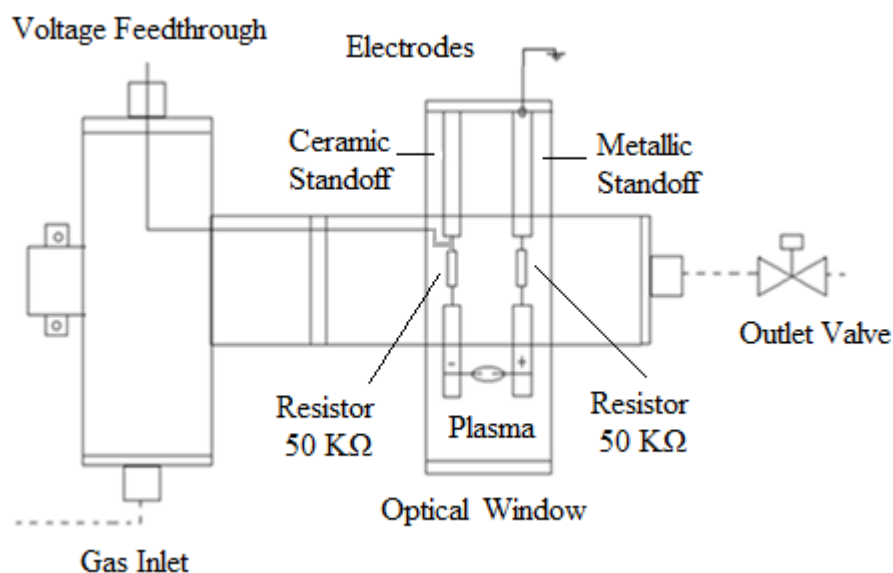 Voltage Feedthrough
Electrodes
Ceramic
Standoff
Metallic
Standoff
Outlet Valve
- +
Resistor
50 KΩ
Plasma
Resistor
50 KΩ
Optical Window
Gas Inlet